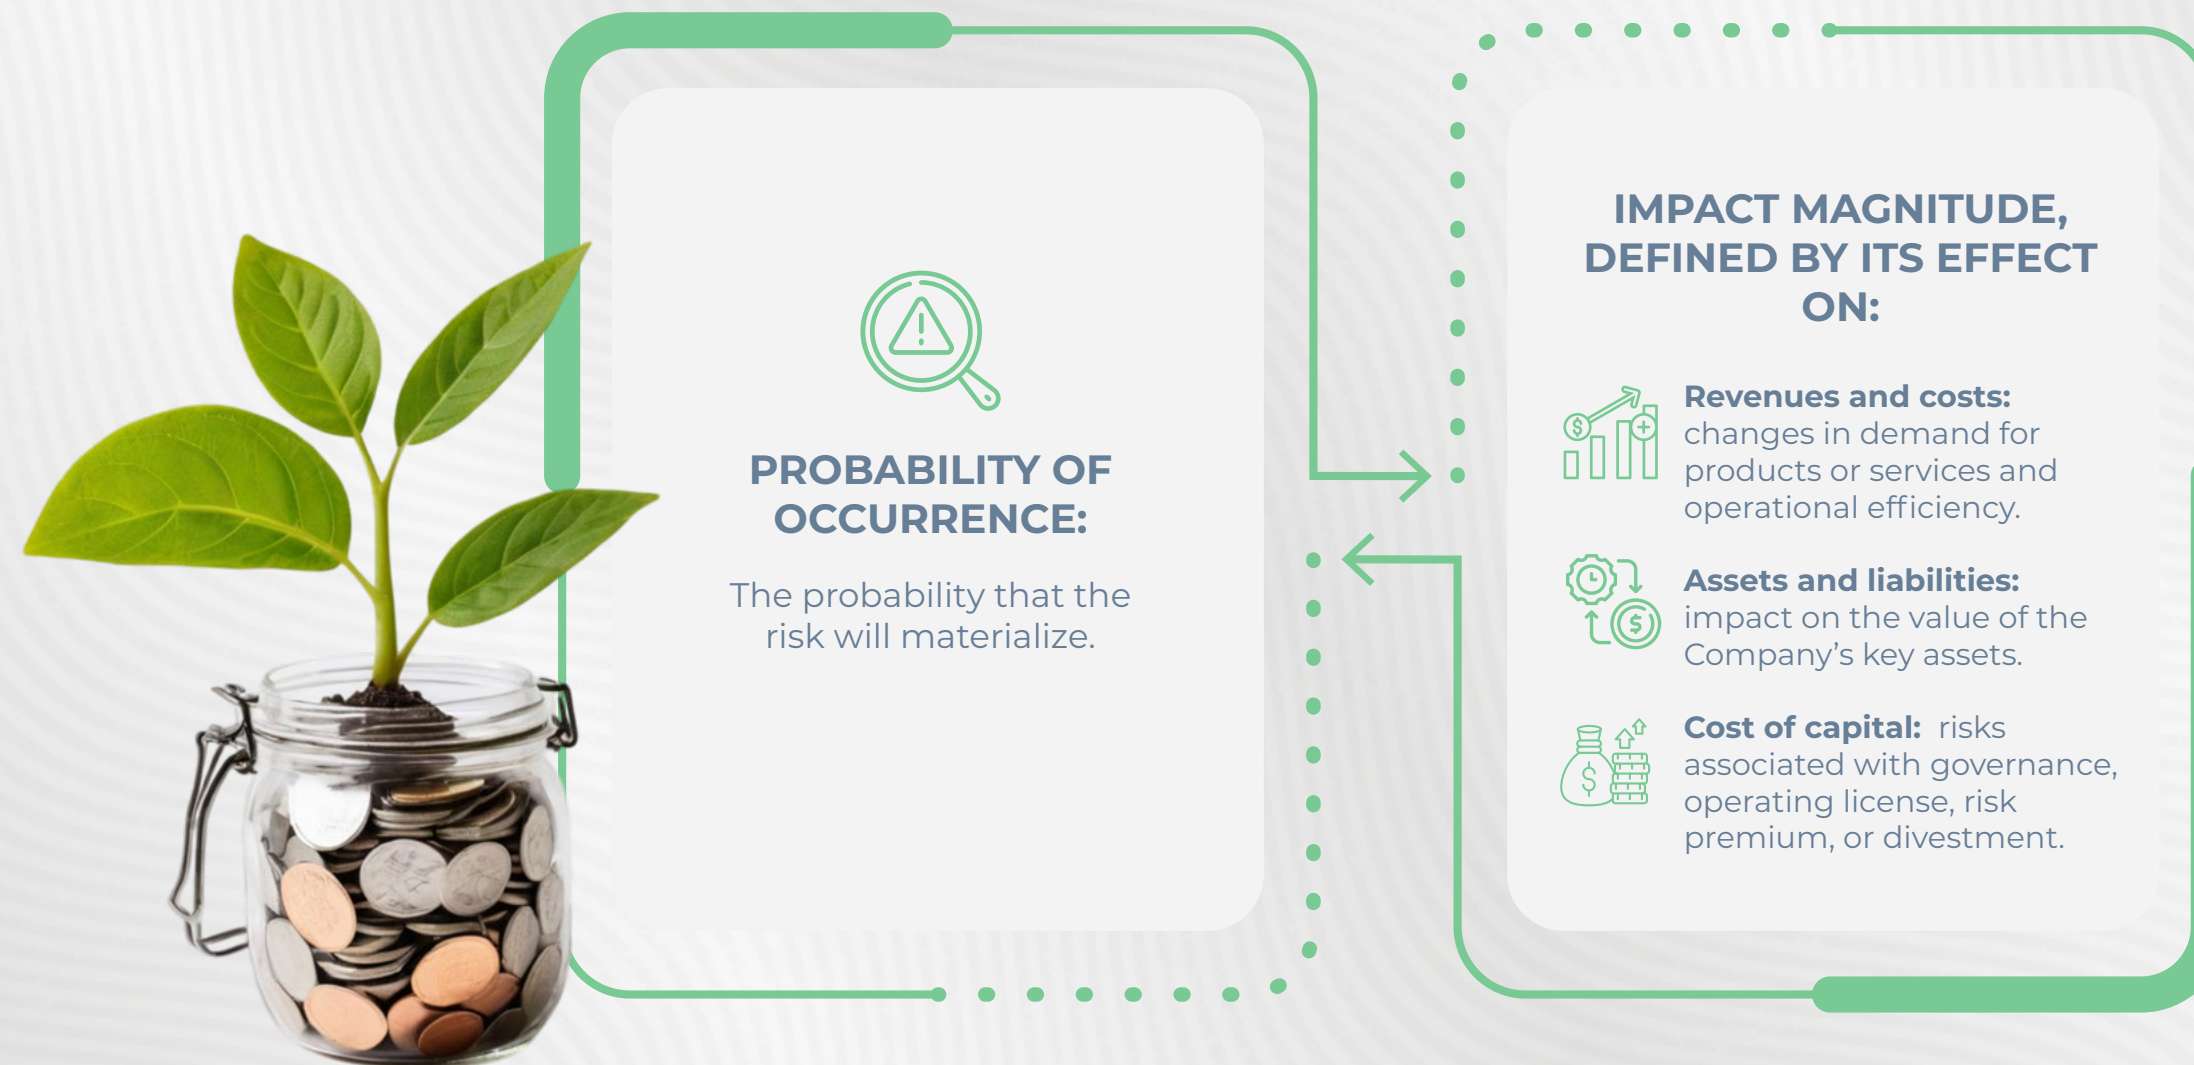 PROBABILITY OF
OCCURRENCE:
The probability that the
risk will materialize.
IMPACT MAGNITUDE,
DEFINED BY ITS EFFECT
ON:
Revenues and costs:
changes in demand for
products or services and
operational efficiency.
Assets and liabilities:
impact on the value of the
Company’s key assets.
Cost of capital: risks
associated with governance,
operating license, risk
premium, or divestment.